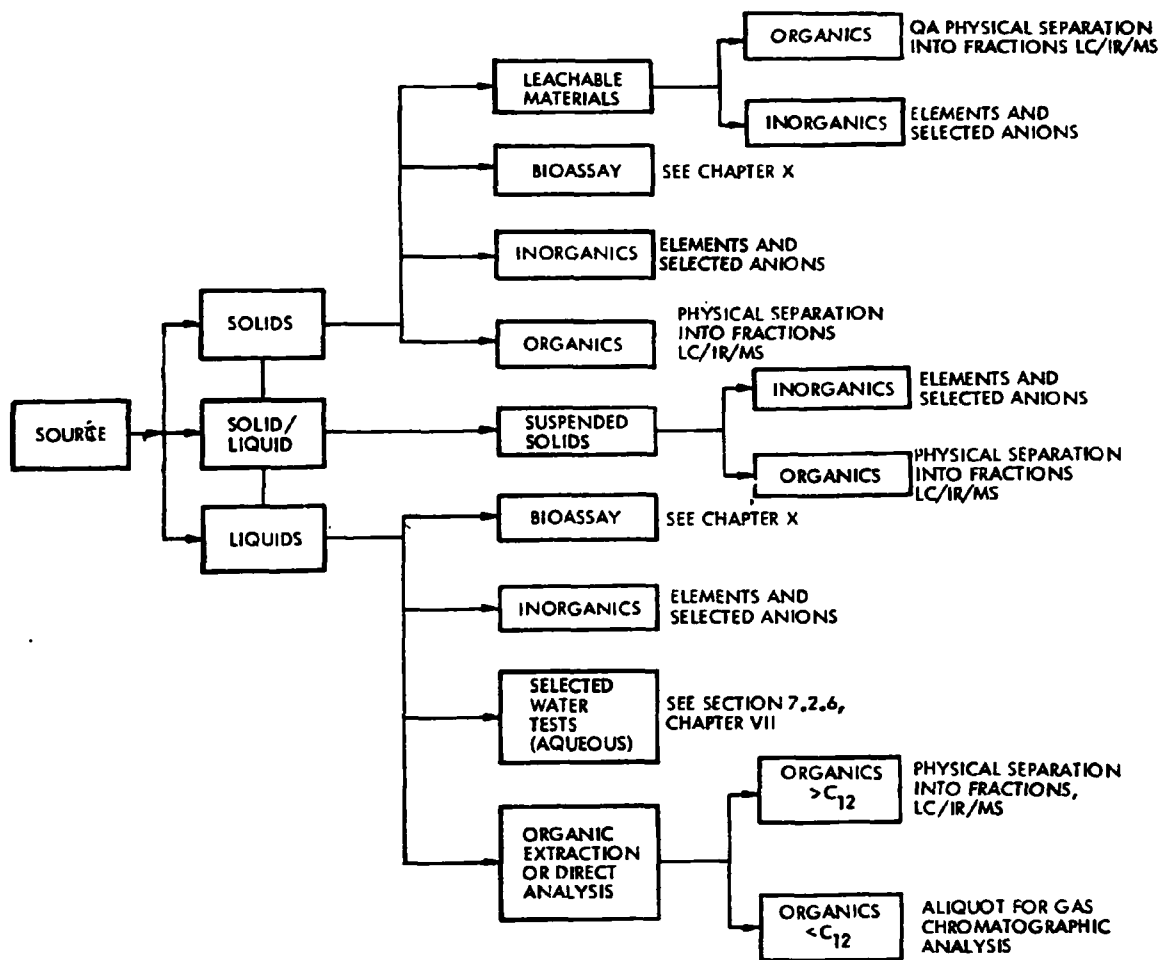 ORGANICS
QA PHYSICAL SEPARATION
INTO FRACTIONS LC/IR/MS
LEACHABLE
MATERIALS
INORGANICS
ELEMENTS AND
SELECTED ANIONS
BIOASSAY
SEE CHAPTER X
INORGANICS
ELEMENTS AND
SELECTED ANIONS
SOLIDS
ORGANICS
PHYSICAL SEPARATION
INTO FRACTIONS
LC/IR/MS
INORGANICS
ELEMENTS AND
SELECTED ANIONS
SOURCE
SOLID/
LIQUID
SUSPENDED
SOLIDS
ORGANICS
PHYSICAL SEPARATION
INTO FRACTIONS
LC/IR/MS
LIQUIDS
BIOASSAY
SEE CHAPTER X
INORGANICS
ELEMENTS AND
SELECTED ANIONS
SELECTED
WATER
TESTS
(AQUEOUS)
SEE SECTION 7.2.6,
CHAPTER VII
ORGANICS
>C12
PHYSICAL SEPARATION
INTO FRACTIONS,
LC/IR/MS
ORGANIC
EXTRACTION
OR DIRECT
ANALYSIS
ORGANICS
<C12
ALIQUOT FOR GAS
CHROMATOGRAPHIC
ANALYSIS